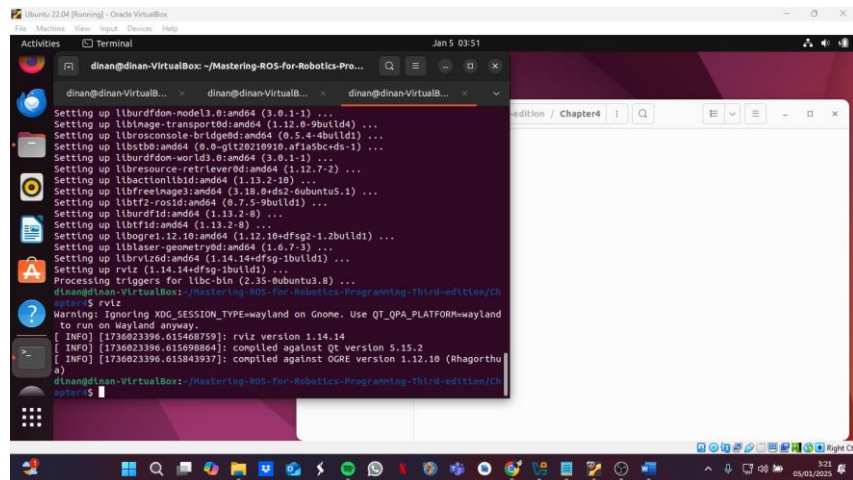 Ubuntu 22.04 [Running] - Oracle VirtualBox
File Machine View Input Devices Help
Activities Terminal Jan 5 03:51
dinan@dinan-VirtualBox: ~/Mastering-ROS-for-Robotics-Pro...
dinan@dinan-VirtualB... dinan@dinan-VirtualB... dinan@dinan-VirtualB...
-edition / Chapter4
Setting up liburdfdom-model3.0:amd64 (3.0.1-1) ...
Setting up libimage-transport0d:amd64 (1.12.0-9build4) ...
Setting up librosconsole-bridge0d:amd64 (0.5.4-4build1) ...
Setting up libstb0:amd64 (0.0~git20210910.af1a5bc+ds-1) ...
Setting up liburdfdom-world3.0:amd64 (3.0.1-1) ...
Setting up libresource-retriever0d:amd64 (1.12.7-2) ...
Setting up libactionlib1d:amd64 (1.13.2-10) ...
Setting up libfreeimage3:amd64 (3.18.0+ds2-6ubuntu5.1) ...
Setting up libtf2-ros1d:amd64 (0.7.5-9build1) ...
Setting up liburdf1d:amd64 (1.13.2-8) ...
Setting up libtf1d:amd64 (1.13.2-8) ...
Setting up libogre1.12.10:amd64 (1.12.10+dfsg2-1.2build1) ...
Setting up liblaser-geometry0d:amd64 (1.6.7-3) ...
Setting up librviz6d:amd64 (1.14.14+dfsg-1build1) ...
Setting up rviz (1.14.14+dfsg-1build1) ...
Processing triggers for libc-bin (2.35-0ubuntu3.8) ...
dinan@dinan-VirtualBox:~/Mastering-ROS-for-Robotics-Programming-Third-edition/Ch
apter4$ rviz
Warning: Ignoring XDG_SESSION_TYPE=wayland on Gnome. Use QT_QPA_PLATFORM=wayland
to run on Wayland anyway.
[ INFO] [1736023396.615468759]: rviz version 1.14.14
[ INFO] [1736023396.615698864]: compiled against Qt version 5.15.2
[ INFO] [1736023396.615843937]: compiled against OGRE version 1.12.10 (Rhagorthu
a)
dinan@dinan-VirtualBox:~/Mastering-ROS-for-Robotics-Programming-Third-edition/Ch
apter4$
Right Ct
3:21
05/01/2025